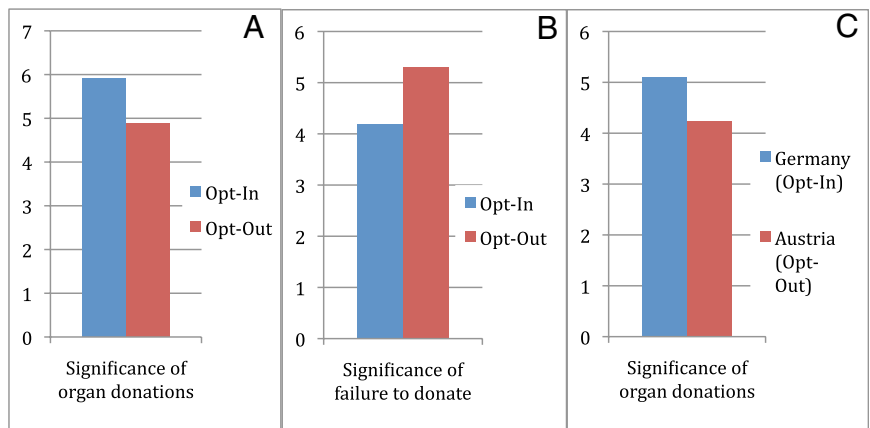 A
7
6
5
4
3
2
1
0
Opt-In
Opt-Out
Significance of
organ donations
B
6
5
4
3
2
1
0
Opt-In
Opt-Out
Significance of
failure to donate
C
6
5
4
3
2
1
0
Germany
(Opt-In)
Austria
(Opt-
Out)
Significance of
organ donations